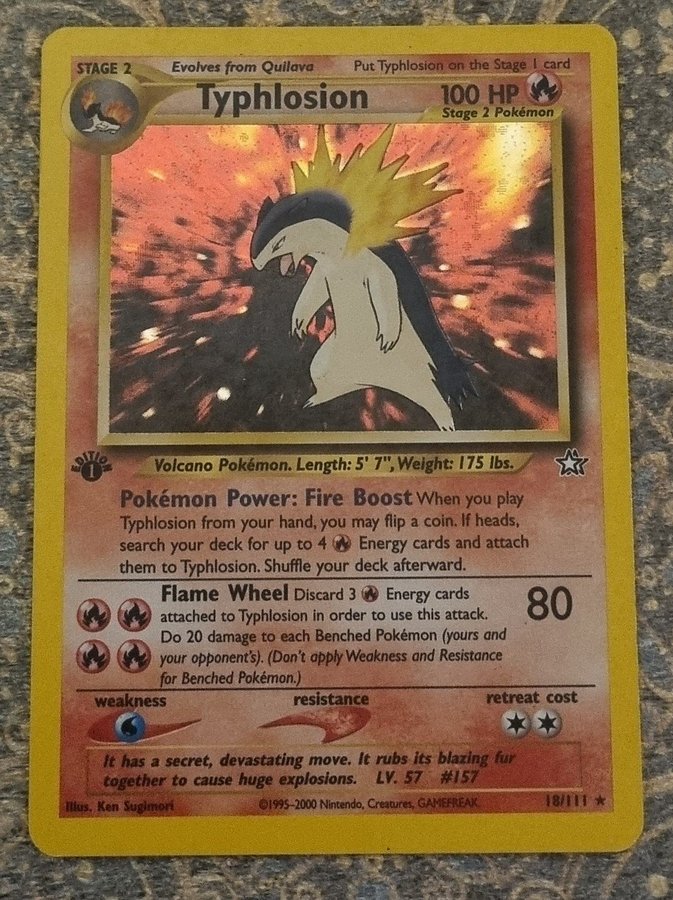 STAGE 2 Evolves from Quilava Put Typhlosion on the Stage 1 card
Typhlosion 100 HP
Stage 2 Pokémon
EDITION 1
Volcano Pokémon. Length: 5' 7", Weight: 175 lbs.
Pokémon Power: Fire Boost When you play
Typhlosion from your hand, you may flip a coin. If heads,
search your deck for up to 4 Energy cards and attach
them to Typhlosion. Shuffle your deck afterward.
Flame Wheel Discard 3 Energy cards
attached to Typhlosion in order to use this attack. 80
Do 20 damage to each Benched Pokémon (yours and
your opponent's). (Don't apply Weakness and Resistance
for Benched Pokémon.)
weakness resistance retreat cost
It has a secret, devastating move. It rubs its blazing fur
together to cause huge explosions. LV. 57 #157
Illus. Ken Sugimori ©1995-2000 Nintendo, Creatures, GAMEFREAK. 18/111 ★